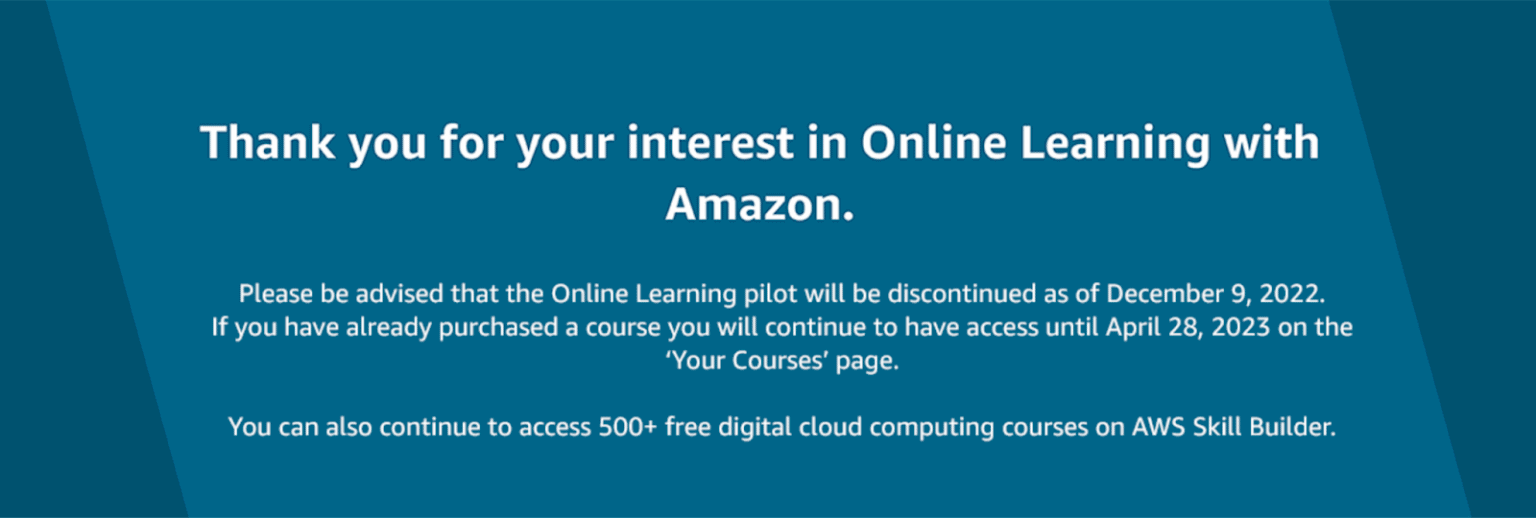 Thank you for your interest in Online Learning with
Amazon.
Please be advised that the Online Learning pilot will be discontinued as of December 9, 2022.
If you have already purchased a course you will continue to have access until April 28, 2023 on the
‘Your Courses’ page.
You can also continue to access 500+ free digital cloud computing courses on AWS Skill Builder.